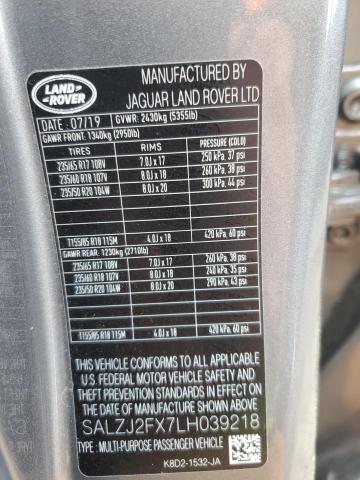 LAND-
ROVER
MANUFACTURED BY
JAGUAR LAND ROVER LTD
DATE : 07/19 GVWR: 2430kg (5355lb)
GAWR FRONT: 1340kg (2950lb)
TIRES RIMS PRESSURE (COLD)
235/65 R17 108V 7.0J x 17 250 kPa, 37 psi
235/60 R18 107V 8.0J x 18 260 kPa, 38 psi
235/50 R20 104W 8.0J x 20 300 kPa, 44 psi
T155/85 R18 115M 4.0J x 18 420 kPa, 60 psi
GAWR REAR: 1230kg (2710lb)
235/65 R17 108V 7.0J x 17 260 kPa, 38 psi
235/60 R18 107V 8.0J x 18 240 kPa, 35 psi
235/50 R20 104W 8.0J x 20 290 kPa, 43 psi
T155/85 R18 115M 4.0J x 18 420 kPa, 60 psi
THIS VEHICLE CONFORMS TO ALL APPLICABLE
U.S. FEDERAL MOTOR VEHICLE SAFETY AND
THEFT PREVENTION STANDARDS IN EFFECT ON
THE DATE OF MANUFACTURE SHOWN ABOVE
SALZJ2FX7LH039218
TYPE: MULTI-PURPOSE PASSENGER VEHICLE
K8D2-1532-JA